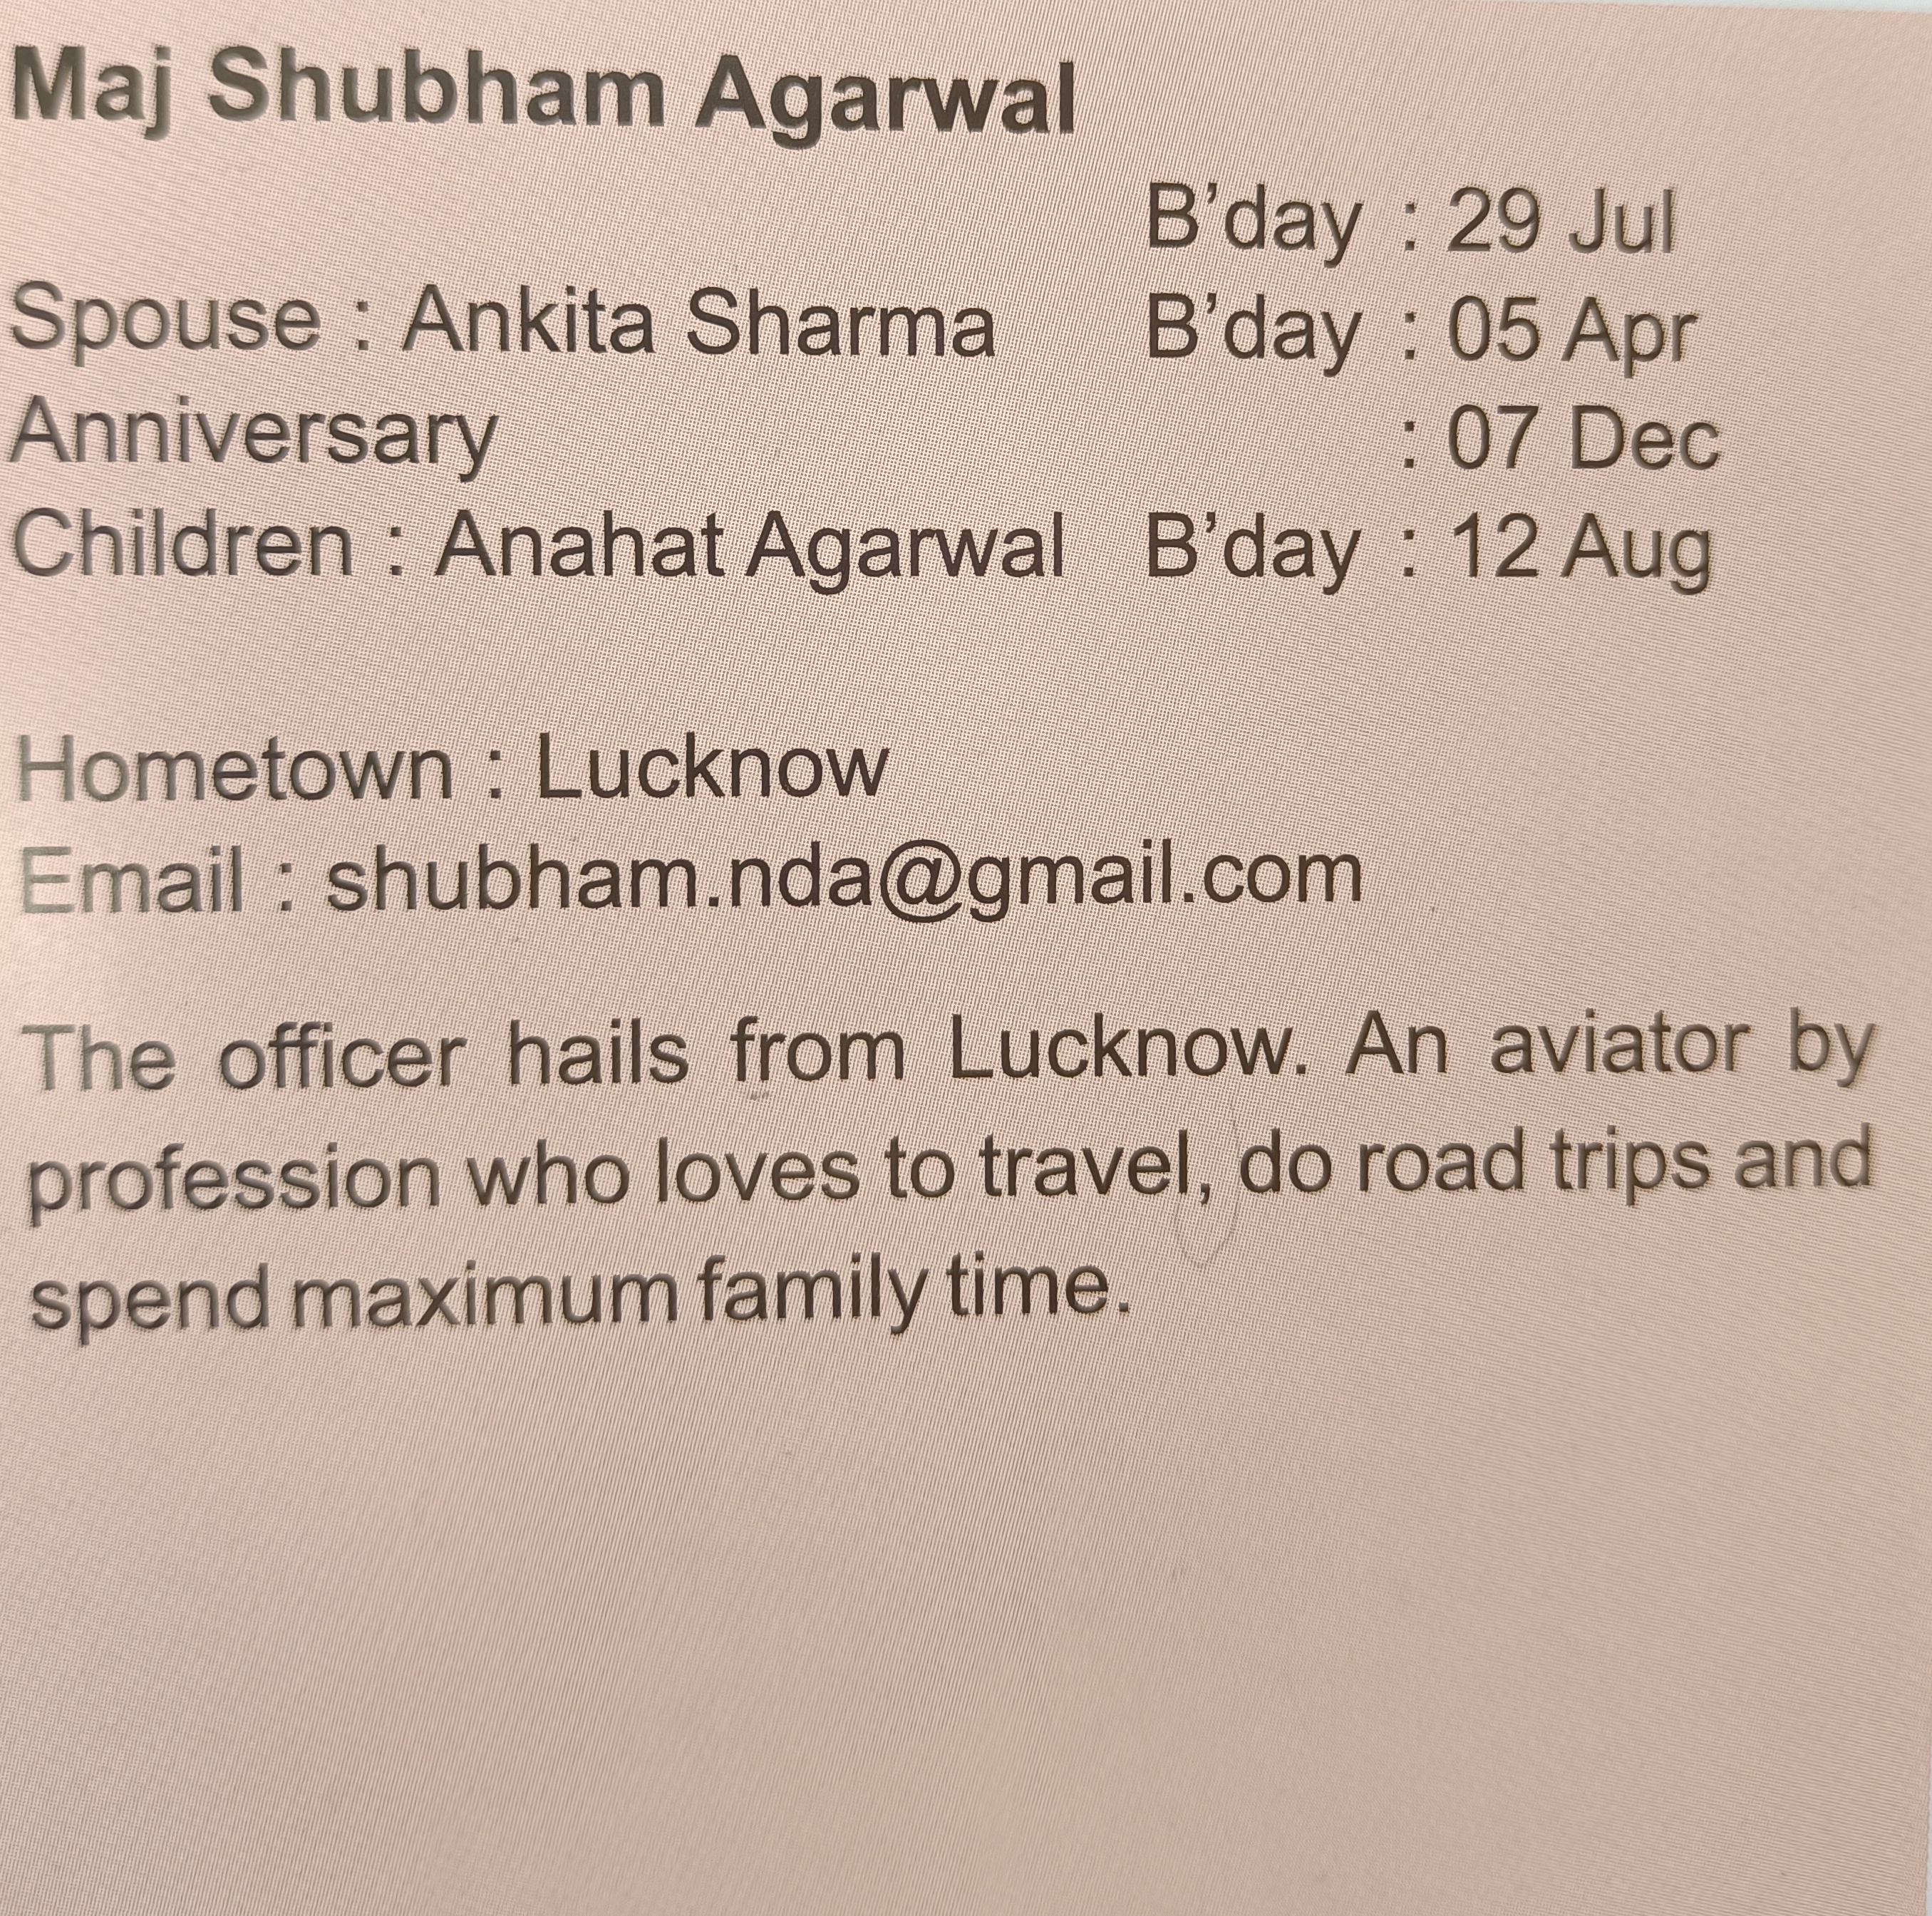 Maj Shubham Agarwal
B’day : 29 Jul
Spouse : Ankita Sharma B’day : 05 Apr
Anniversary : 07 Dec
Children : Anahat Agarwal B’day : 12 Aug
Hometown : Lucknow
Email : shubham.nda@gmail.com
The officer hails from Lucknow. An aviator by
profession who loves to travel, do road trips and
spend maximum family time.